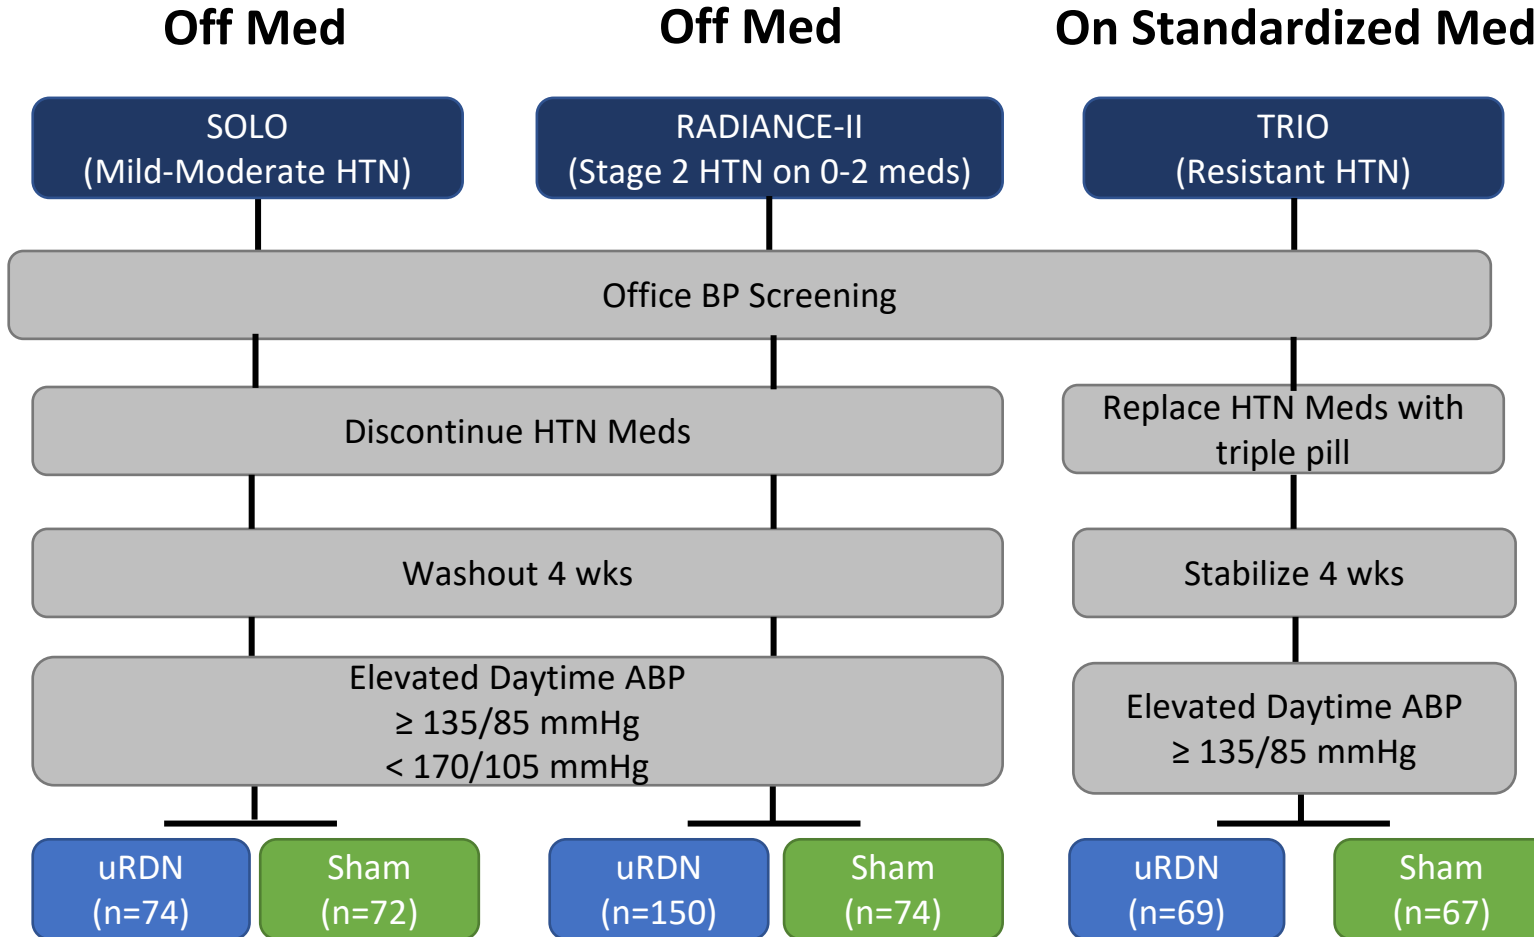 Off Med
Off Med
On Standardized Med
SOLO
(Mild-Moderate HTN)
RADIANCE-II
(Stage 2 HTN on 0-2 meds)
TRIO
(Resistant HTN)
Office BP Screening
Discontinue HTN Meds
Replace HTN Meds with
triple pill
Washout 4 wks
Stabilize 4 wks
Elevated Daytime ABP
≥ 135/85 mmHg
< 170/105 mmHg
Elevated Daytime ABP
≥ 135/85 mmHg
uRDN
(n=74)
Sham
(n=72)
uRDN
(n=150)
Sham
(n=74)
uRDN
(n=69)
Sham
(n=67)